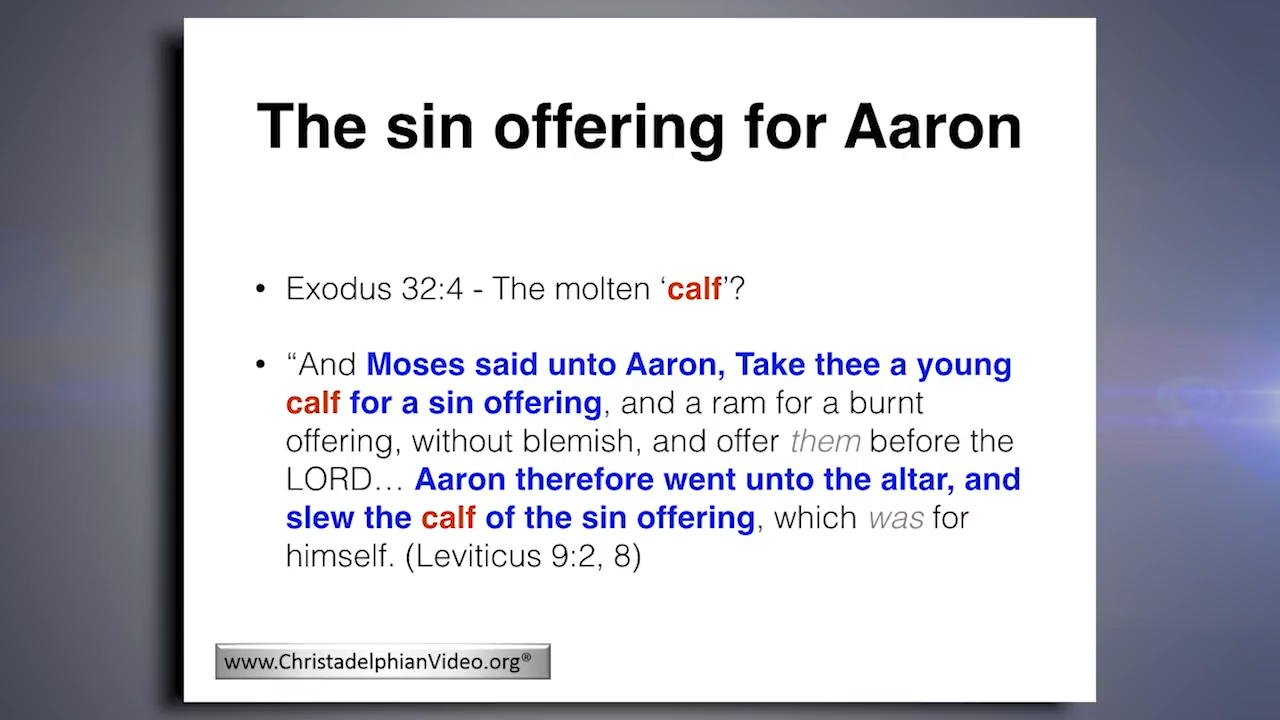 The sin offering for Aaron
• Exodus 32:4 - The molten ‘calf’?
• “And Moses said unto Aaron, Take thee a young
calf for a sin offering, and a ram for a burnt
offering, without blemish, and offer them before the
LORD… Aaron therefore went unto the altar, and
slew the calf of the sin offering, which was for
himself. (Leviticus 9:2, 8)
www.ChristadelphianVideo.org®